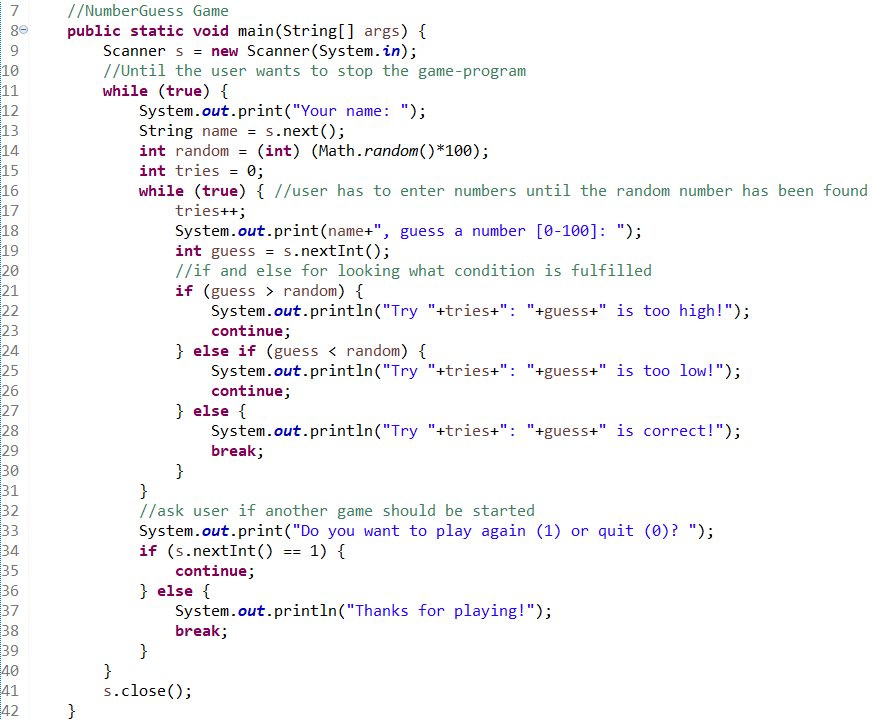 7 //NumberGuess Game
8 public static void main(String[] args) {
9 Scanner s = new Scanner(System.in);
10 //Until the user wants to stop the game-program
11 while (true) {
12 System.out.print("Your name: ");
13 String name = s.next();
14 int random = (int) (Math.random()*100);
15 int tries = 0;
16 while (true) { //user has to enter numbers until the random number has been found
17 tries++;
18 System.out.print(name+", guess a number [0-100]: ");
19 int guess = s.nextInt();
20 //if and else for looking what condition is fulfilled
21 if (guess > random) {
22 System.out.println("Try "+tries+": "+guess+" is too high!");
23 continue;
24 } else if (guess < random) {
25 System.out.println("Try "+tries+": "+guess+" is too low!");
26 continue;
27 } else {
28 System.out.println("Try "+tries+": "+guess+" is correct!");
29 break;
30 }
31 }
32 //ask user if another game should be started
33 System.out.print("Do you want to play again (1) or quit (0)? ");
34 if (s.nextInt() == 1) {
35 continue;
36 } else {
37 System.out.println("Thanks for playing!");
38 break;
39 }
40 }
41 s.close();
42 }